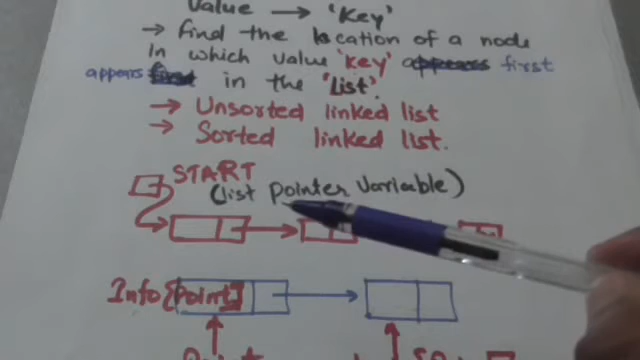 Value → 'Key'
→ find the location of a node
in which value 'key' first
appears in the 'List'.
→ Unsorted linked list
→ Sorted linked list.
START
(list pointer variable)
Info[point]